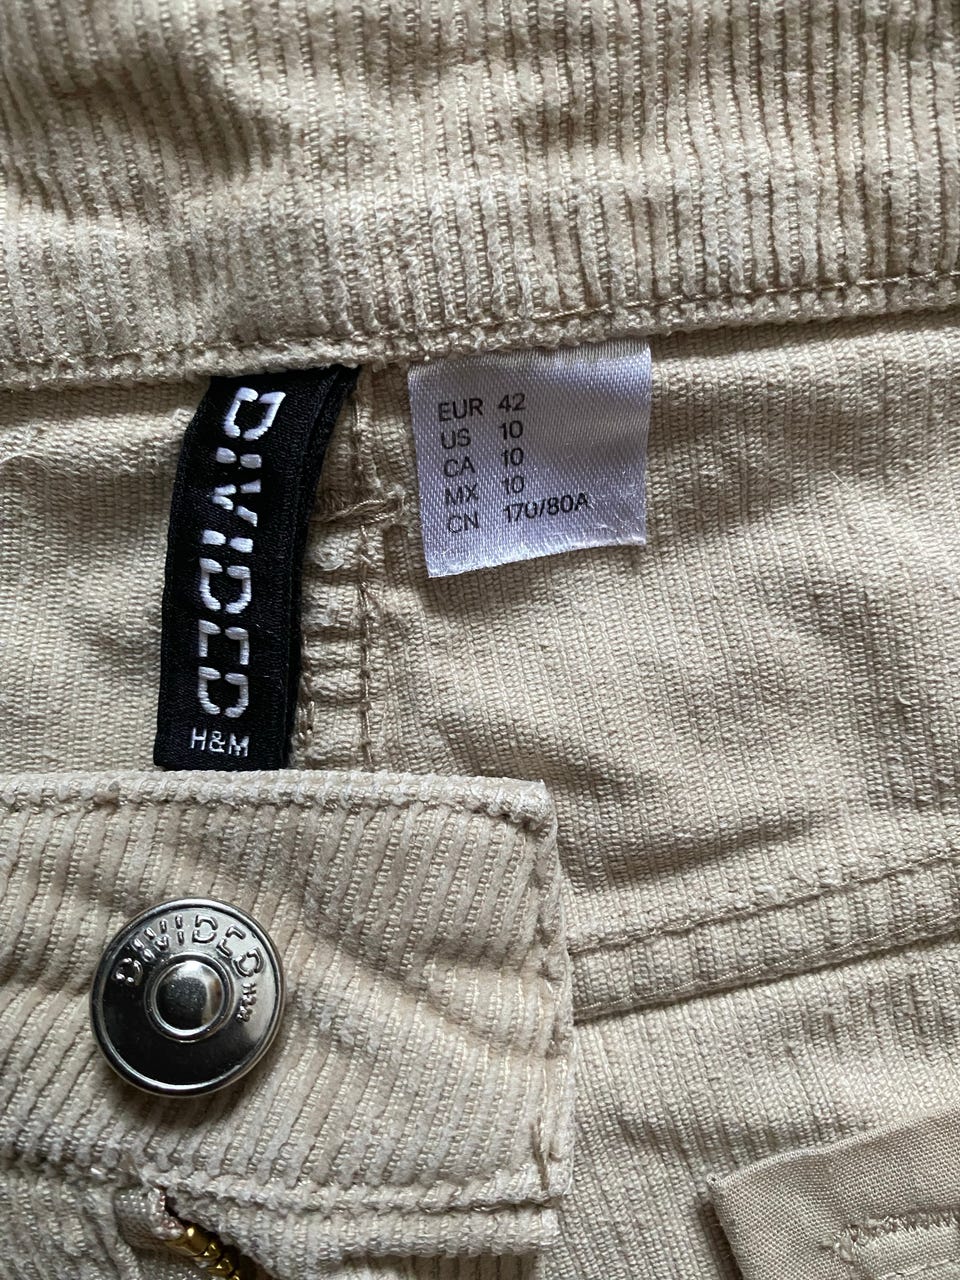 DIVIDED
H&M
EUR 42
US 10
CA 10
MX 10
CN 170/80A
DIVIDED
H&M